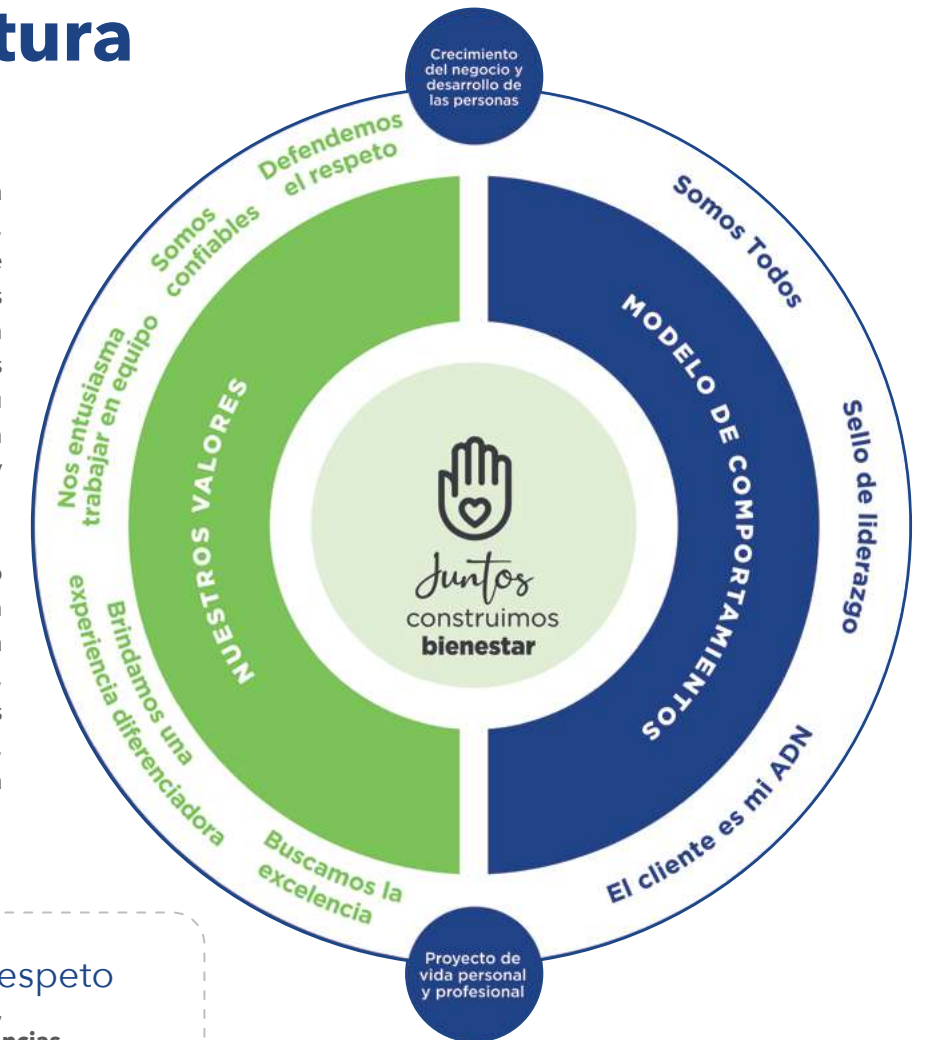 Crecimiento
del negocio y
desarrollo de
las personas
Defendemos
el respeto
Somos
confiables
Nos entusiasma
trabajar en equipo
Brindamos una
experiencia diferenciadora
Buscamos la
excelencia
NUESTROS VALORES
MODELO DE COMPORTAMIENTOS
Somos Todos
Sello de liderazgo
El cliente es mi ADN
Juntos
construimos
bienestar
Proyecto de
vida personal
y profesional